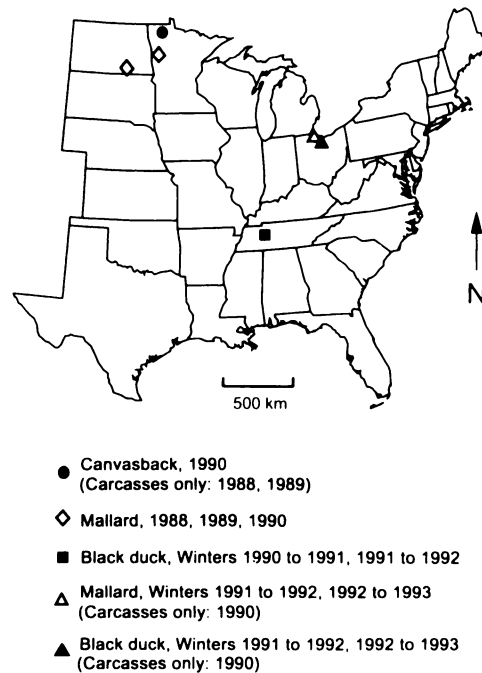 N
500 km
Canvasback, 1990
(Carcasses only: 1988, 1989)
Mallard, 1988, 1989, 1990
Black duck, Winters 1990 to 1991, 1991 to 1992
Mallard, Winters 1991 to 1992, 1992 to 1993
(Carcasses only: 1990)
Black duck, Winters 1991 to 1992, 1992 to 1993
(Carcasses only: 1990)